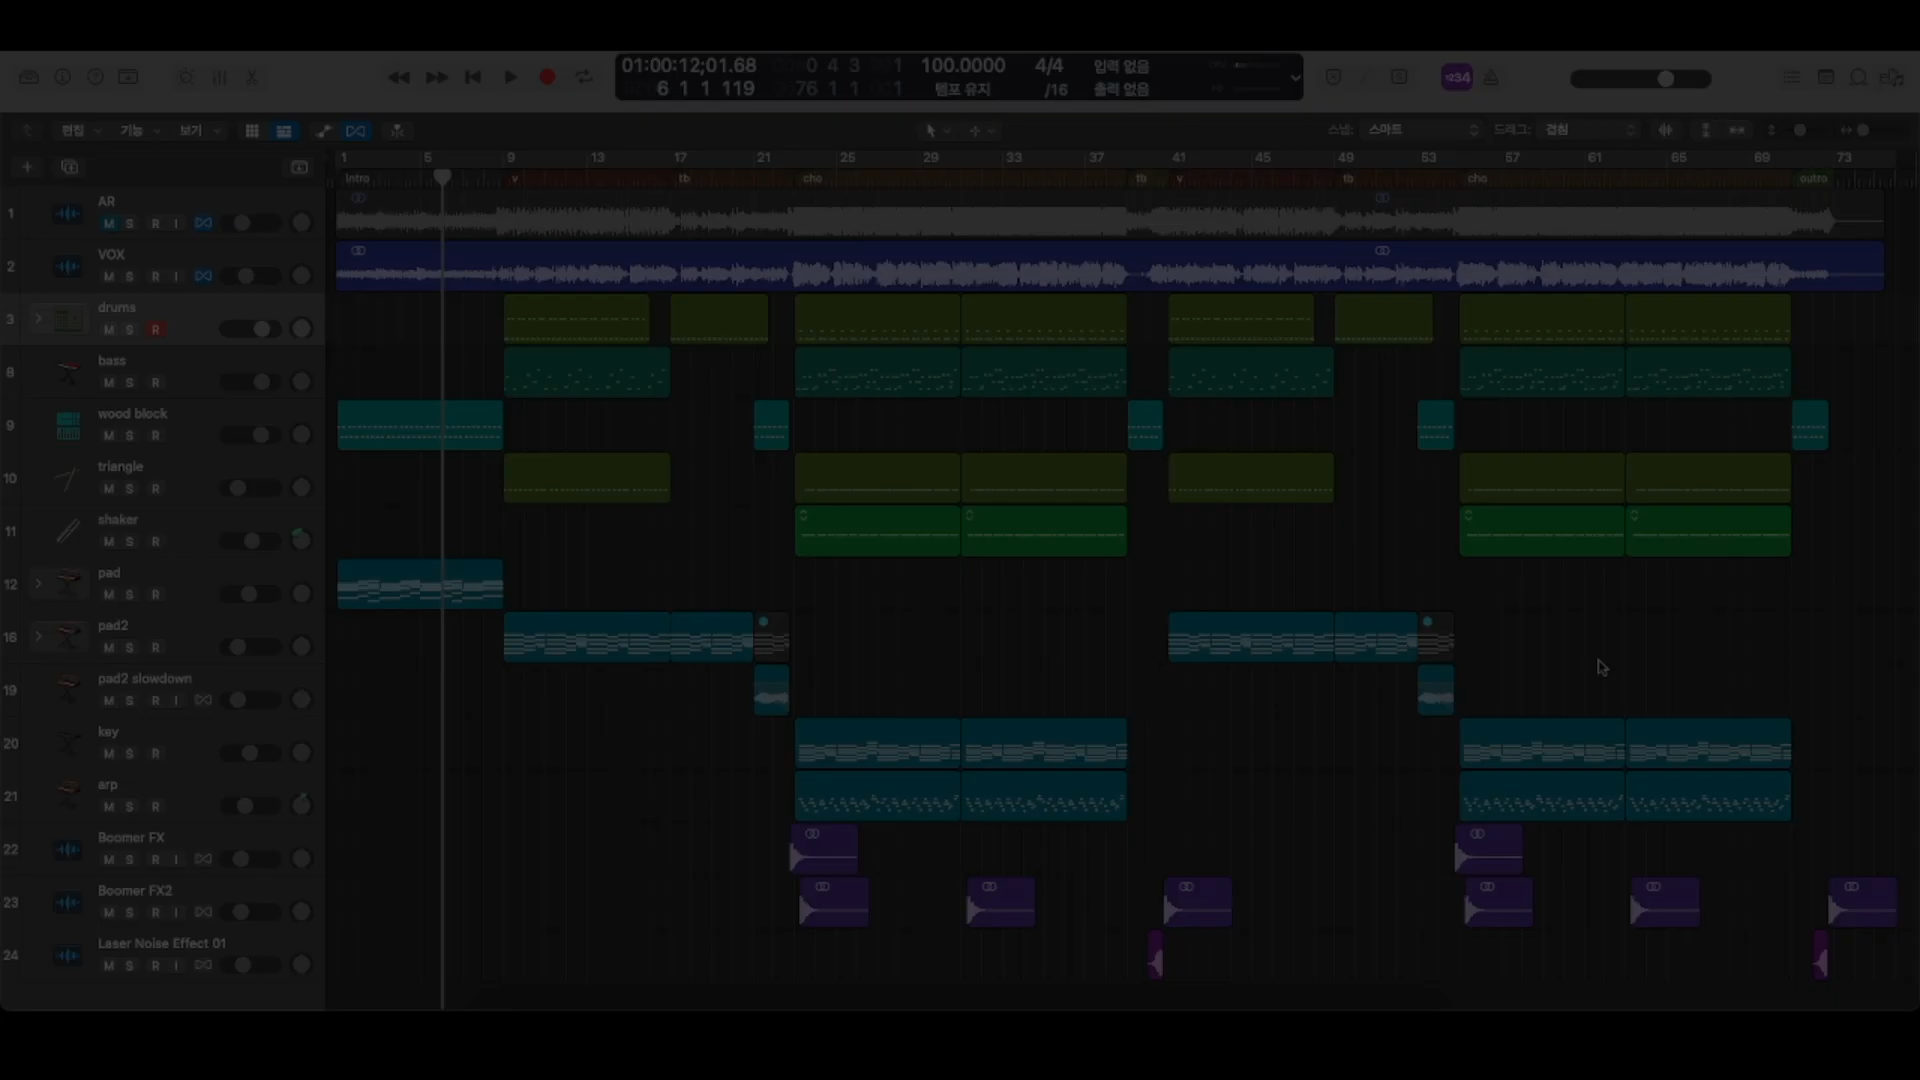 01:00:12;01.68 0 4 3 1 100.0000 4/4 입력 없음
6 1 1 119 76 1 1 1 템포 유지 /16 출력 없음
1234
편집 기능 보기 스냅: 스마트 드래그: 겹침
1 5 9 13 17 21 25 29 33 37 41 45 49 53 57 61 65 69 73
Intro v tb cho tb v tb cho outro
1 AR
M S R I
2 VOX
M S R I
3 drums
M S R
8 bass
M S R
9 wood block
M S R
10 triangle
M S R
11 shaker
M S R
12 pad
M S R
16 pad2
M S R
19 pad2 slowdown
M S R I
20 key
M S R
21 arp
M S R
22 Boomer FX
M S R I
23 Boomer FX2
M S R I
24 Laser Noise Effect 01
M S R I